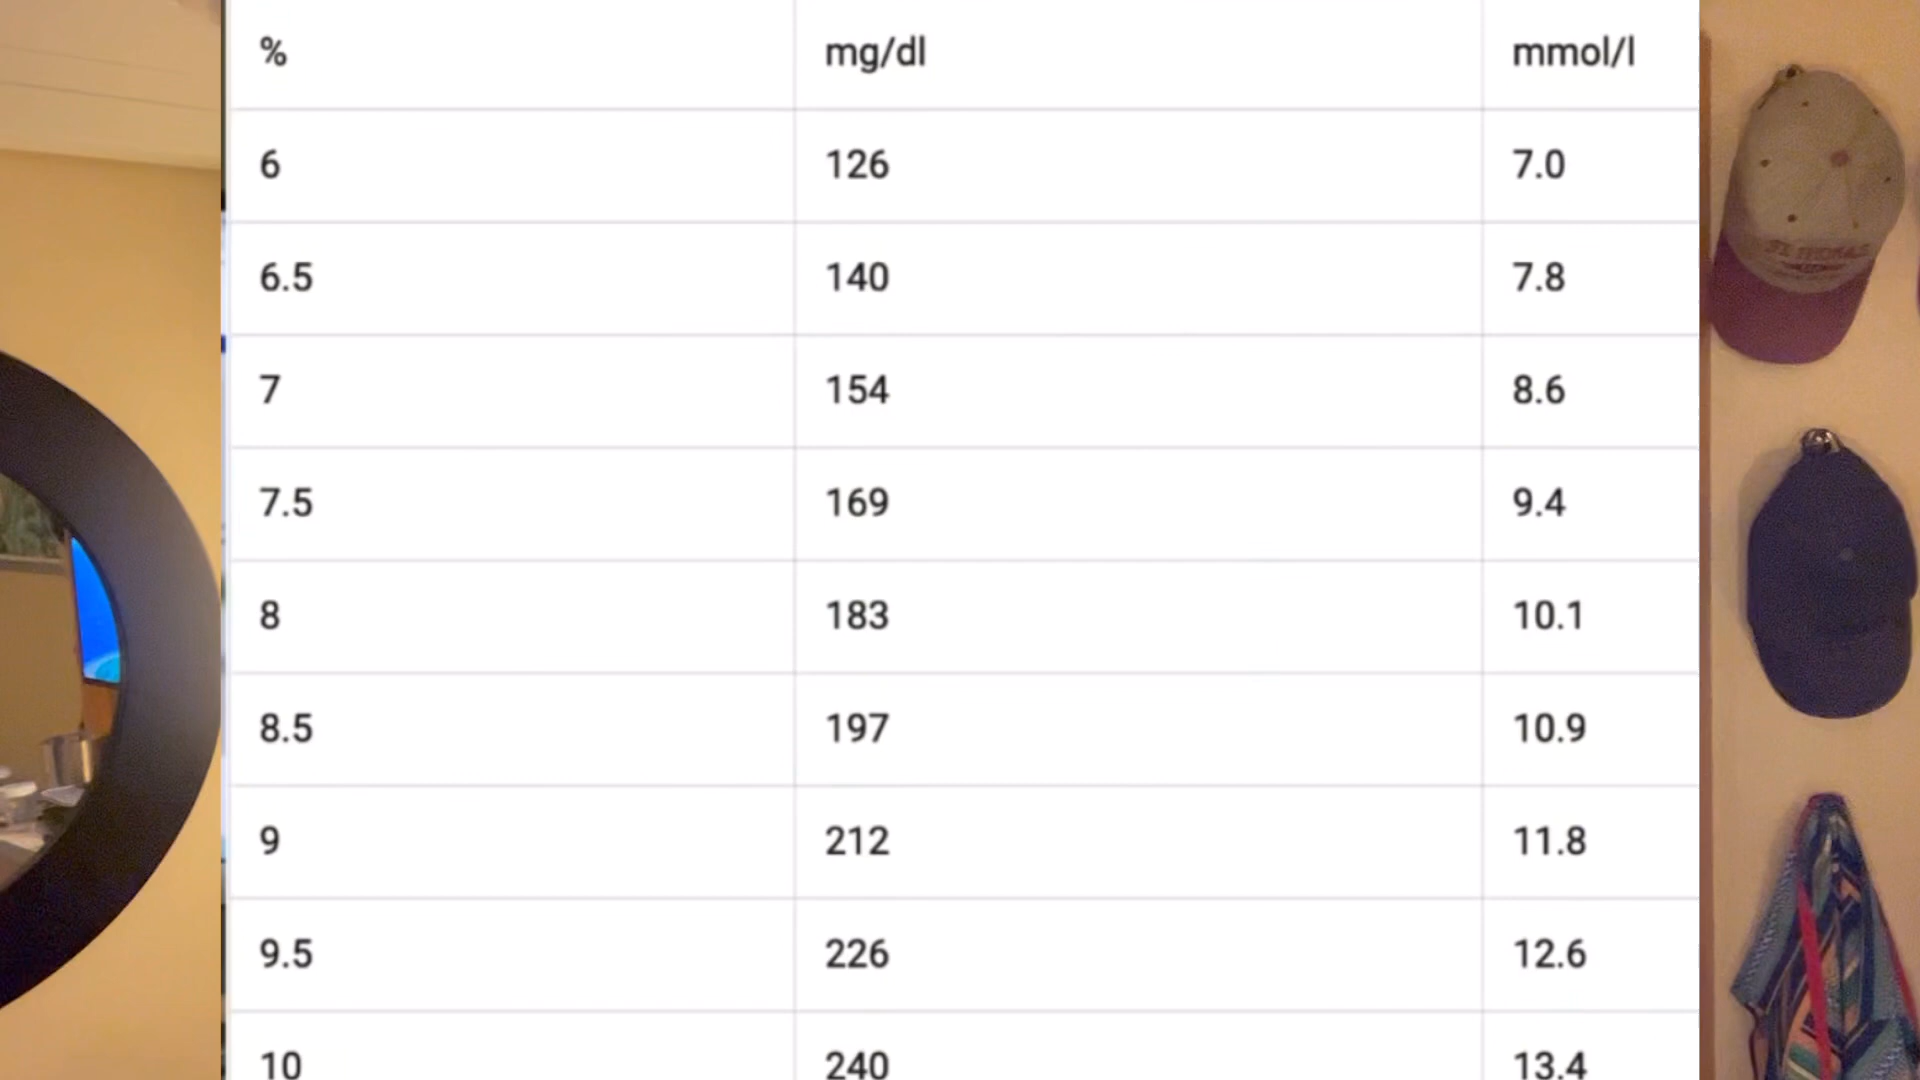 % mg/dl mmol/l
6 126 7.0
6.5 140 7.8
7 154 8.6
7.5 169 9.4
8 183 10.1
8.5 197 10.9
9 212 11.8
9.5 226 12.6
10 240 13.4
ST. THOMAS